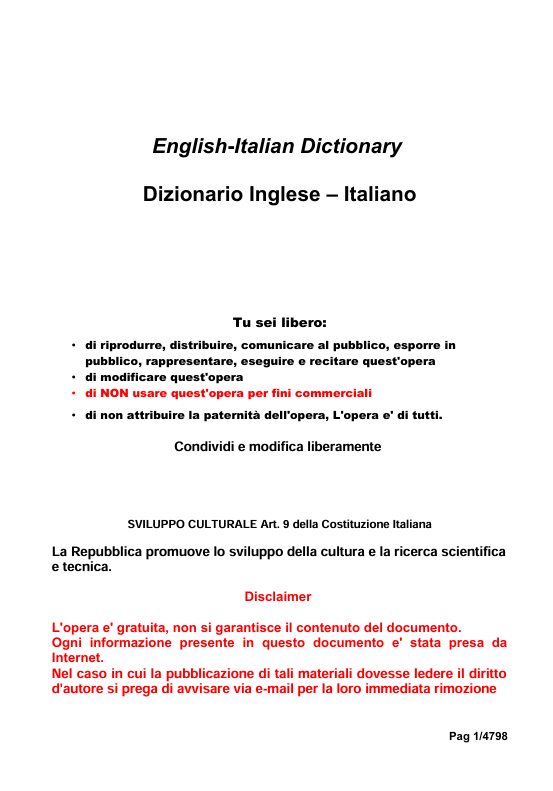 English-Italian Dictionary
Dizionario Inglese – Italiano
Tu sei libero:
• di riprodurre, distribuire, comunicare al pubblico, esporre in
pubblico, rappresentare, eseguire e recitare quest'opera
• di modificare quest'opera
• di NON usare quest'opera per fini commerciali
• di non attribuire la paternità dell'opera, L'opera e' di tutti.
Condividi e modifica liberamente
SVILUPPO CULTURALE Art. 9 della Costituzione Italiana
La Repubblica promuove lo sviluppo della cultura e la ricerca scientifica
e tecnica.
Disclaimer
L'opera e' gratuita, non si garantisce il contenuto del documento.
Ogni informazione presente in questo documento e' stata presa da
Internet.
Nel caso in cui la pubblicazione di tali materiali dovesse ledere il diritto
d'autore si prega di avvisare via e-mail per la loro immediata rimozione
Pag 1/4798